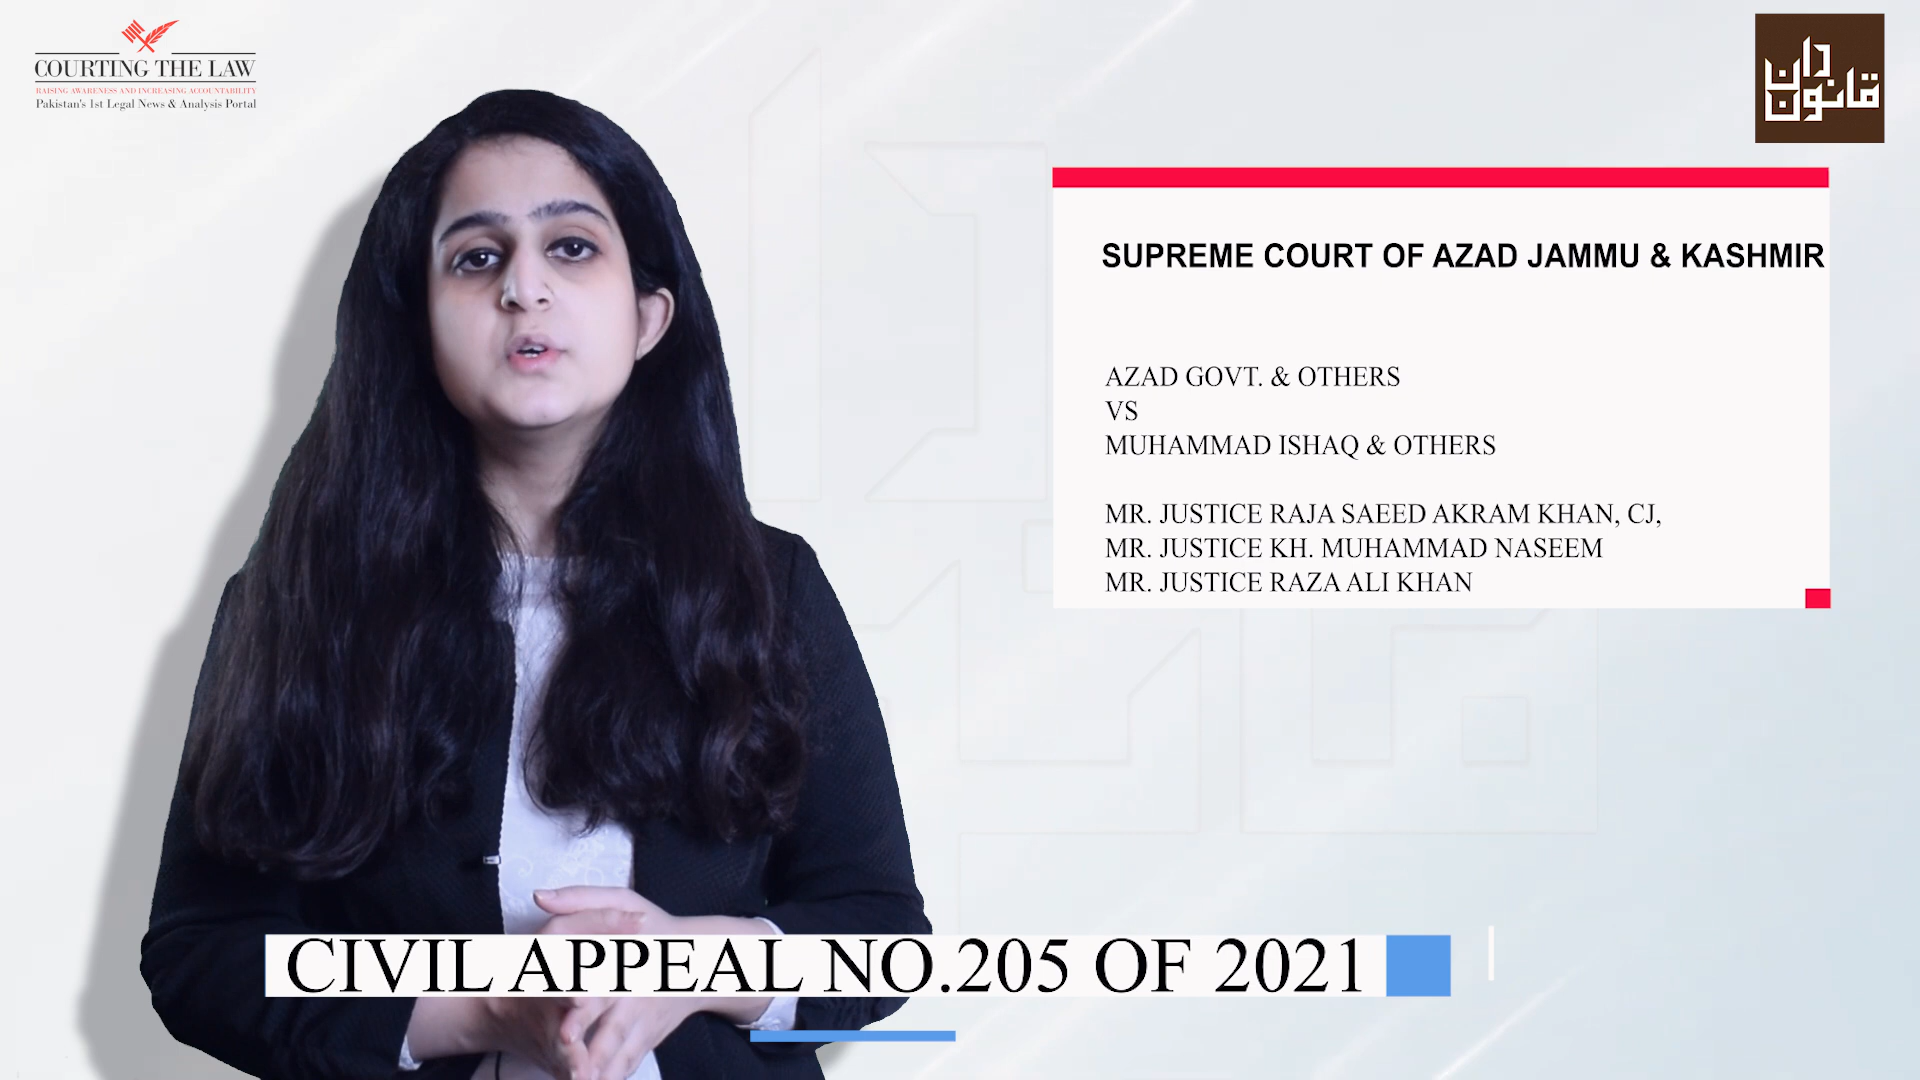 COURTING THE LAW
RAISING AWARENESS AND INCREASING ACCOUNTABILITY
Pakistan's 1st Legal News & Analysis Portal
قانون دان
SUPREME COURT OF AZAD JAMMU & KASHMIR
AZAD GOVT. & OTHERS
VS
MUHAMMAD ISHAQ & OTHERS
MR. JUSTICE RAJA SAEED AKRAM KHAN, CJ,
MR. JUSTICE KH. MUHAMMAD NASEEM
MR. JUSTICE RAZA ALI KHAN
CIVIL APPEAL NO.205 OF 2021